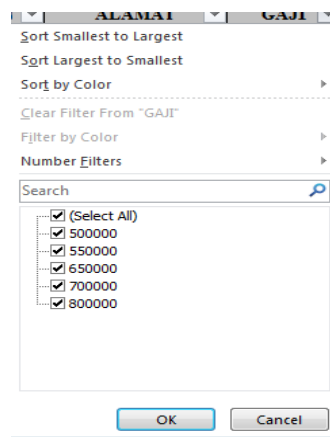 ALAMAT GAJI
Sort Smallest to Largest
Sort Largest to Smallest
Sort by Color
Clear Filter From "GAJI"
Filter by Color
Number Filters
Search
(Select All)
500000
550000
650000
700000
800000
OK Cancel